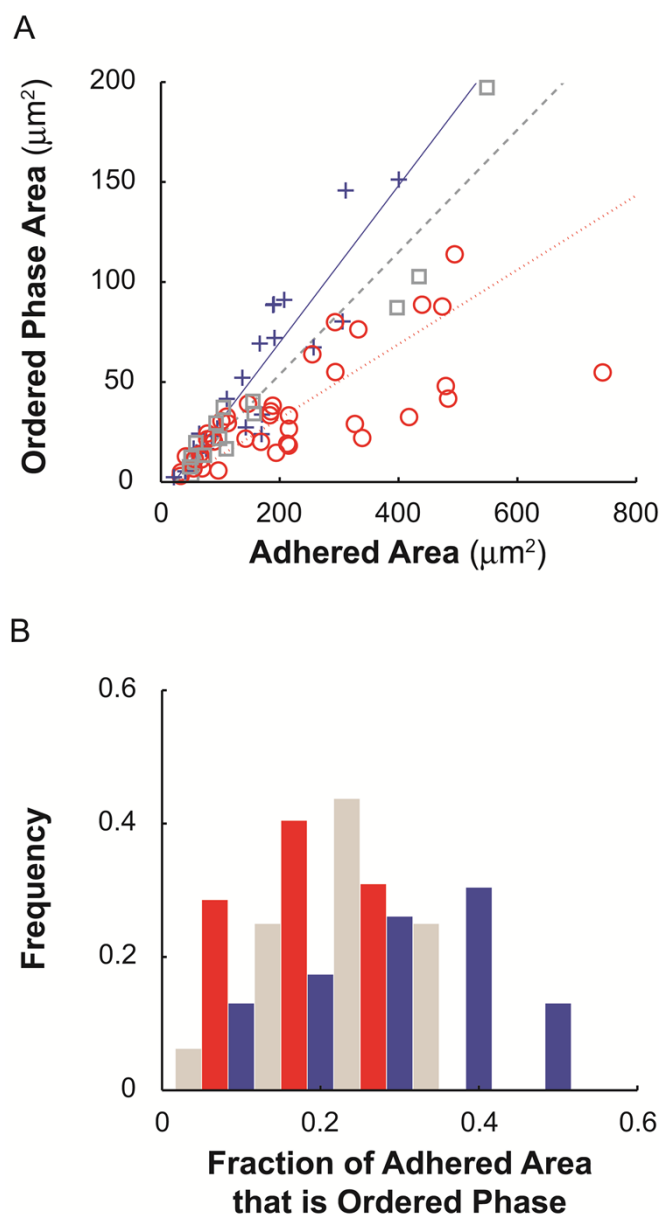 A
Ordered Phase Area (μm²)
200
150
100
50
0
0 200 400 600 800
Adhered Area (μm²)
B
Frequency
0.6
0.4
0.2
0
0 0.2 0.4 0.6
Fraction of Adhered Area
that is Ordered Phase